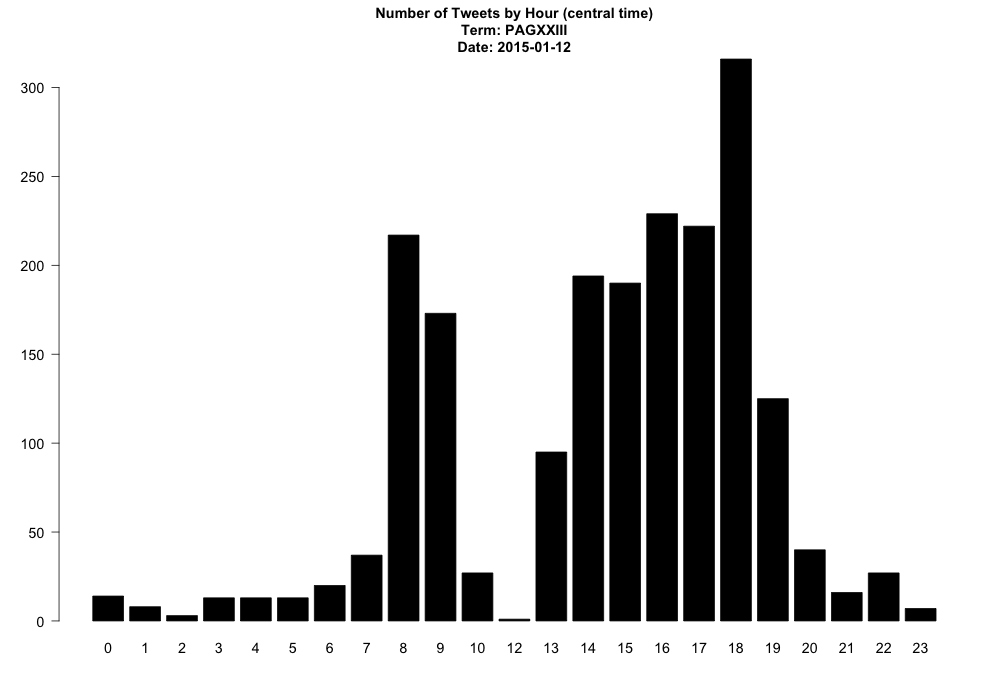 Number of Tweets by Hour (central time)
Term: PAGXXIII
Date: 2015-01-12
300
250
200
150
100
50
0
0 1 2 3 4 5 6 7 8 9 10 12 13 14 15 16 17 18 19 20 21 22 23